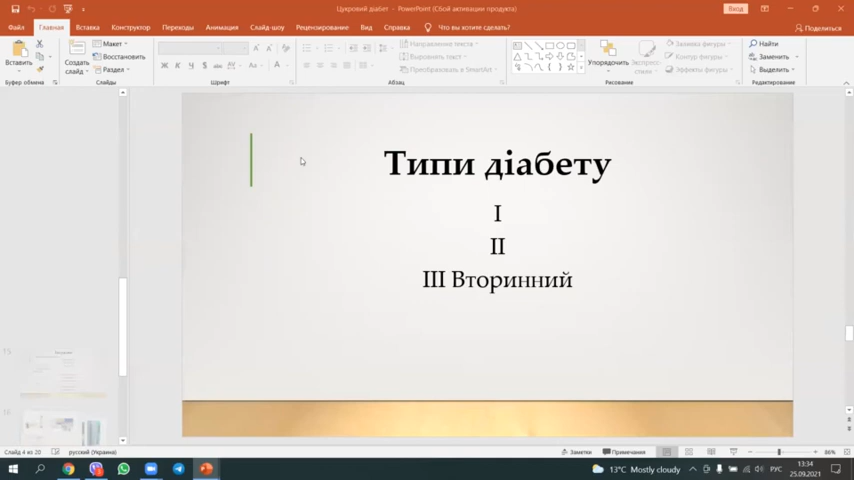 Цукровий діабет - PowerPoint (Сбой активации продукта)
Вход
Файл Главная Вставка Конструктор Переходы Анимация Слайд-шоу Рецензирование Вид Справка Что вы хотите сделать? Поделиться
Вставить
Создать слайд
Макет
Восстановить
Раздел
Ж К Ч S abc
Направление текста
Выровнять текст
Преобразовать в SmartArt
Упорядочить
Экспресс-стили
Заливка фигуры
Контур фигуры
Эффекты фигуры
Найти
Заменить
Выделить
Буфер обмена Слайды Шрифт Абзац Рисование Редактирование
Типи діабету
I
II
III Вторинний
15
16
Слайд 4 из 20 русский (Украина) Заметки Примечания 86%
13°C Mostly cloudy РУС 13:34
25.09.2021